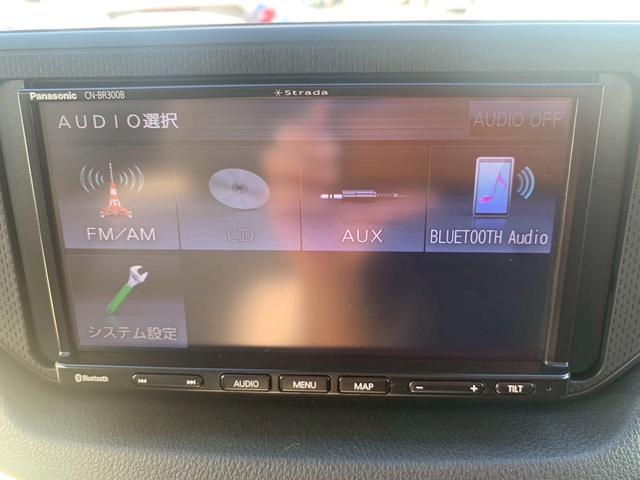 Panasonic CN-BR300B Strada
AUDIO選択 AUDIO OFF
FM/AM CD AUX BLUETOOTH Audio
システム設定
Bluetooth AUDIO MENU MAP − + TILT